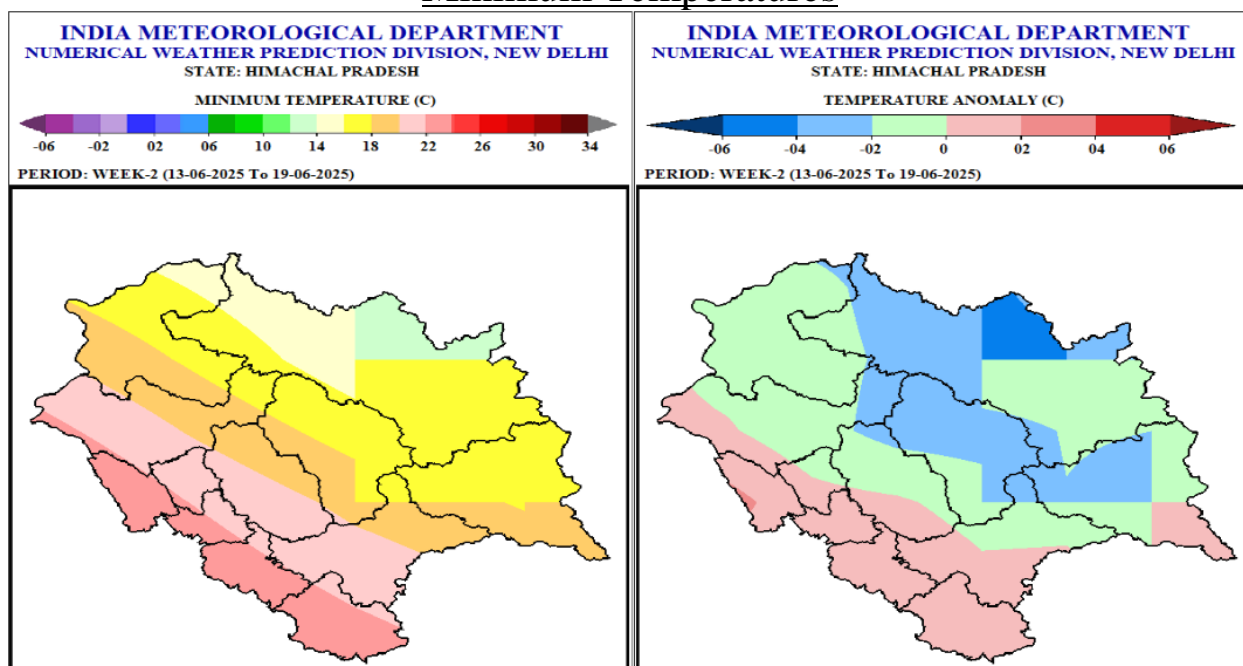 Minimum Temperatures
INDIA METEOROLOGICAL DEPARTMENT
NUMERICAL WEATHER PREDICTION DIVISION, NEW DELHI
STATE: HIMACHAL PRADESH
MINIMUM TEMPERATURE (C)
-06 -02 02 06 10 14 18 22 26 30 34
PERIOD: WEEK-2 (13-06-2025 To 19-06-2025)
INDIA METEOROLOGICAL DEPARTMENT
NUMERICAL WEATHER PREDICTION DIVISION, NEW DELHI
STATE: HIMACHAL PRADESH
TEMPERATURE ANOMALY (C)
-06 -04 -02 0 02 04 06
PERIOD: WEEK-2 (13-06-2025 To 19-06-2025)